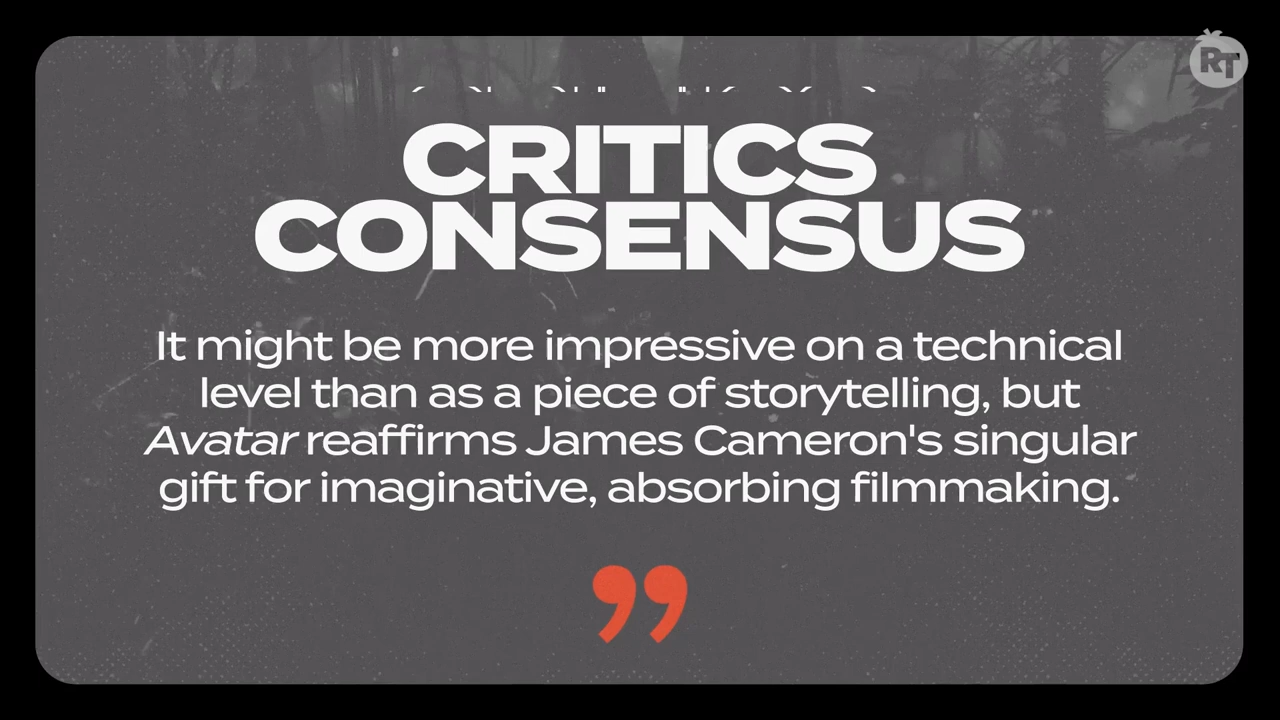 RT
CRITICS
CONSENSUS
It might be more impressive on a technical
level than as a piece of storytelling, but
Avatar reaffirms James Cameron's singular
gift for imaginative, absorbing filmmaking.
”